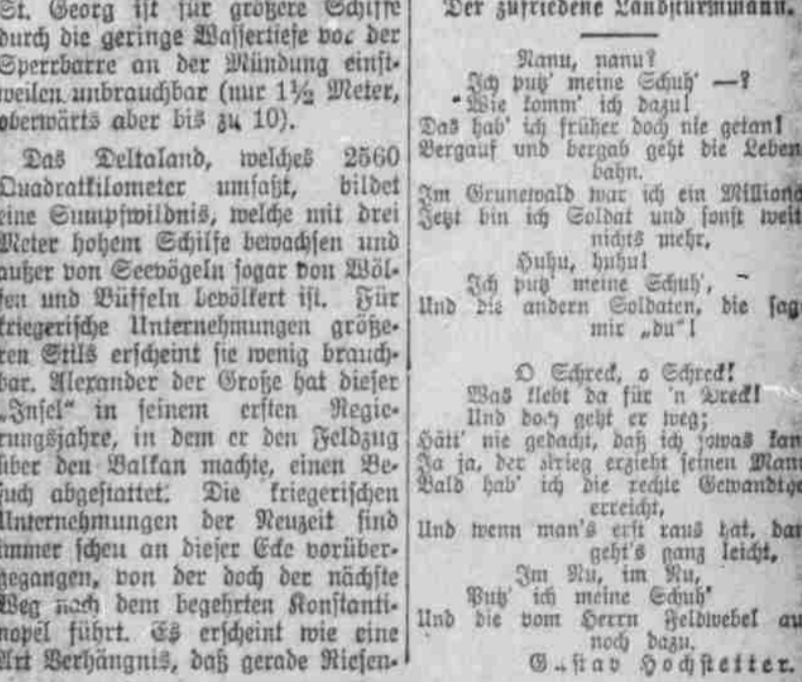 St. Georg ist für größere Schiffe
durch die geringe Wassertiefe vor der
Sperrbarre an der Mündung einst-
weilen unbrauchbar (nur 1½ Meter,
oberwärts aber bis zu 10).
Das Deltaland, welches 2560
Quadratkilometer umfaßt, bildet
eine Sumpfwildnis, welche mit drei
Meter hohem Schilfe bewachsen und
außer von Seevögeln sogar von Wöl-
fen und Büffeln bevölkert ist. Für
kriegerische Unternehmungen größe-
ren Stils erscheint sie wenig brauch-
bar. Alexander der Große hat dieser
„Insel" in seinem ersten Regie-
rungsjahre, in dem er den Feldzug
über den Balkan machte, einen Be-
such abgestattet. Die kriegerischen
Unternehmungen der Neuzeit sind
immer scheu an dieser Ecke vorüber-
gegangen, von der doch der nächste
Weg nach dem begehrten Konstanti-
nopel führt. Es erscheint wie eine
Art Verhängnis, daß gerade Riesen-
Der zufriedene Landsturmmann.
Nanu, nanu?
Ich putz' meine Schuh' —?
Wie komm' ich dazu!
Das hab' ich früher doch nie getan!
Bergauf und bergab geht die Leben
bahn.
Im Grunewald war ich ein Millionä
Jetzt bin ich Soldat und sonst weit
nichts mehr,
Huhu, huhu!
Ich putz' meine Schuh',
Und die andern Soldaten, die sag
mir „du"!
O Schreck, o Schreck!
Was klebt da für 'n Dreck!
Und doch geht er weg;
Hätt' nie gedacht, daß ich sowas kan
Ja ja, der Krieg erzieht seinen Mann
Bald hab' ich die rechte Gewandthe
erreicht,
Und wenn man's erst raus hat, dan
geht's ganz leicht,
Im Nu, im Nu,
Putz' ich meine Schuh'
Und die vom Herrn Feldwebel au
noch dazu.
Gustav Hochstetter.